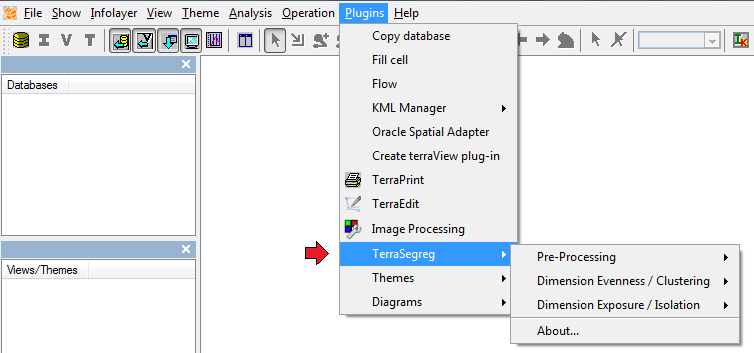 File Show Infolayer View Theme Analysis Operation Plugins Help
I V T
Databases
Views/Themes
Copy database
Fill cell
Flow
KML Manager
Oracle Spatial Adapter
Create terraView plug-in
TerraPrint
TerraEdit
Image Processing
TerraSegreg
Themes
Diagrams
Pre-Processing
Dimension Evenness / Clustering
Dimension Exposure / Isolation
About...